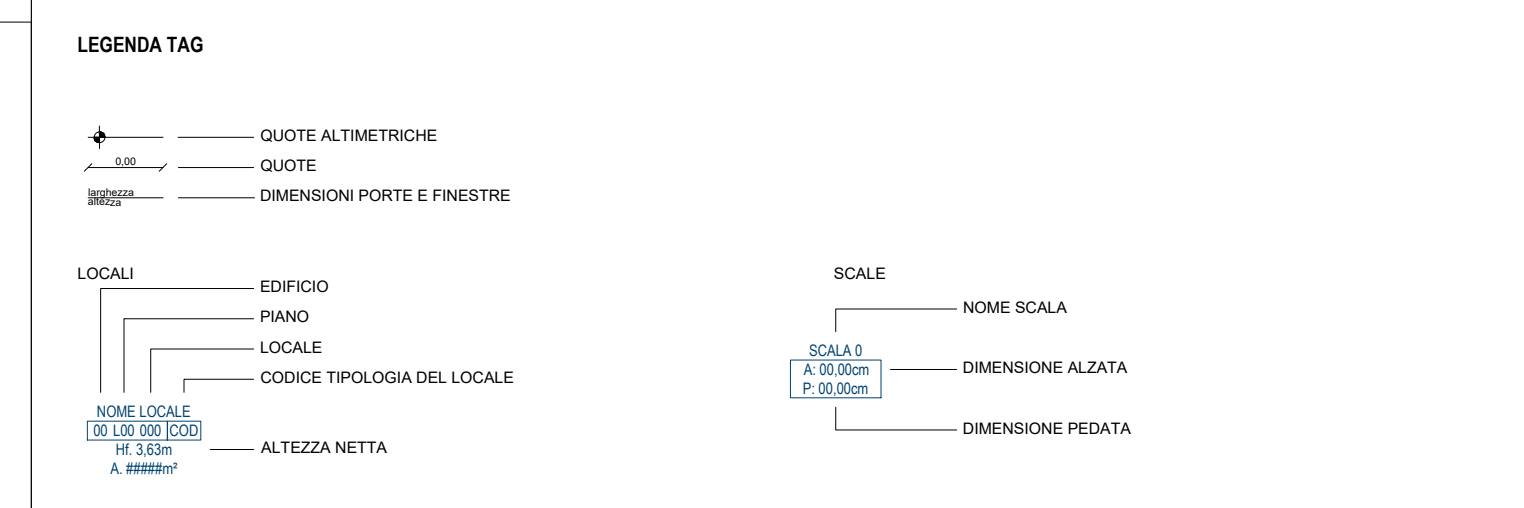 LEGENDA TAG
QUOTE ALTIMETRICHE
0,00
QUOTE
larghezza
altezza
DIMENSIONI PORTE E FINESTRE
LOCALI
EDIFICIO
PIANO
LOCALE
CODICE TIPOLOGIA DEL LOCALE
NOME LOCALE
00 L00 000 COD
Hf. 3,63m
ALTEZZA NETTA
A. #####m²
SCALE
NOME SCALA
SCALA 0
A: 00,00cm
DIMENSIONE ALZATA
P: 00,00cm
DIMENSIONE PEDATA